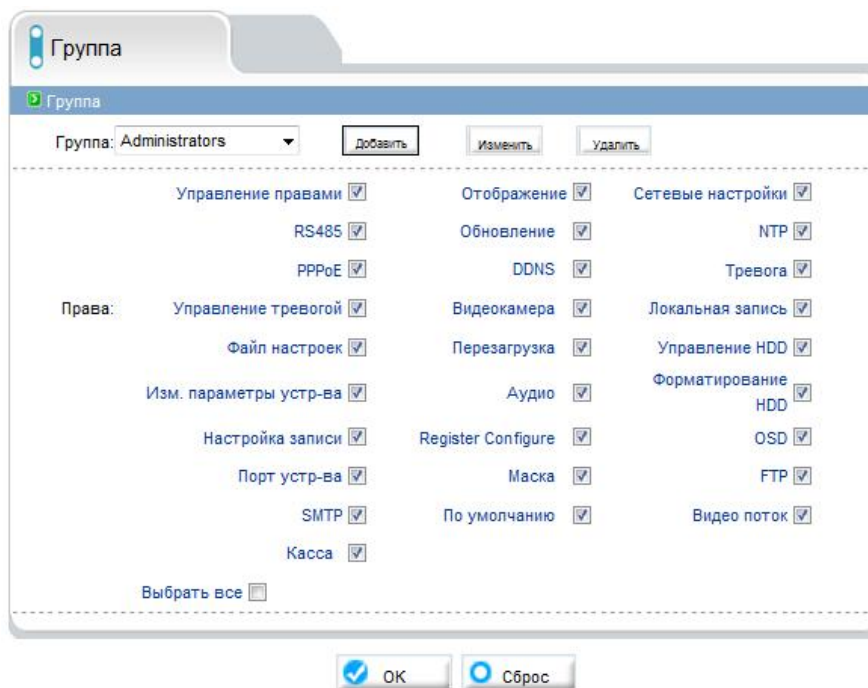 Группа
Группа
Группа: Administrators Добавить Изменить Удалить
Управление правами Отображение Сетевые настройки
RS485 Обновление NTP
PPPoE DDNS Тревога
Права: Управление тревогой Видеокамера Локальная запись
Файл настроек Перезагрузка Управление HDD
Изм. параметры устр-ва Аудио Форматирование
HDD
Настройка записи Register Configure OSD
Порт устр-ва Маска FTP
SMTP По умолчанию Видео поток
Касса
Выбрать все
OK Сброс